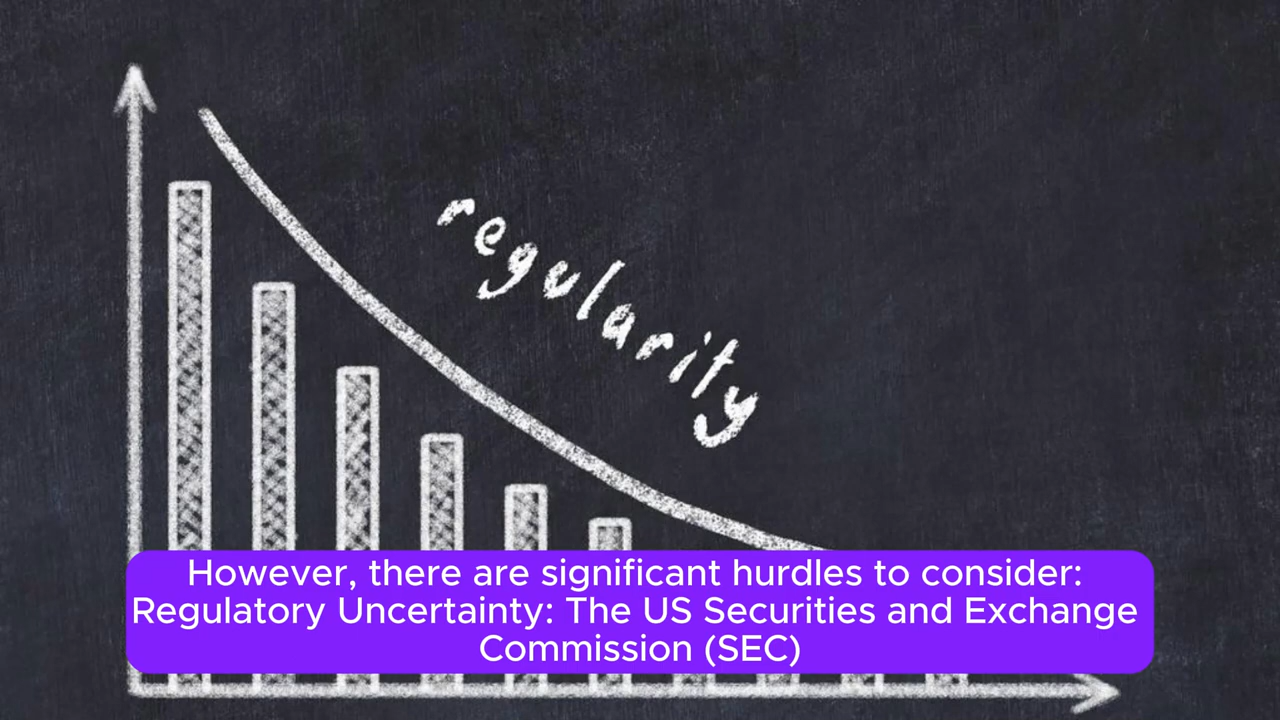 regularity
However, there are significant hurdles to consider:
Regulatory Uncertainty: The US Securities and Exchange
Commission (SEC)